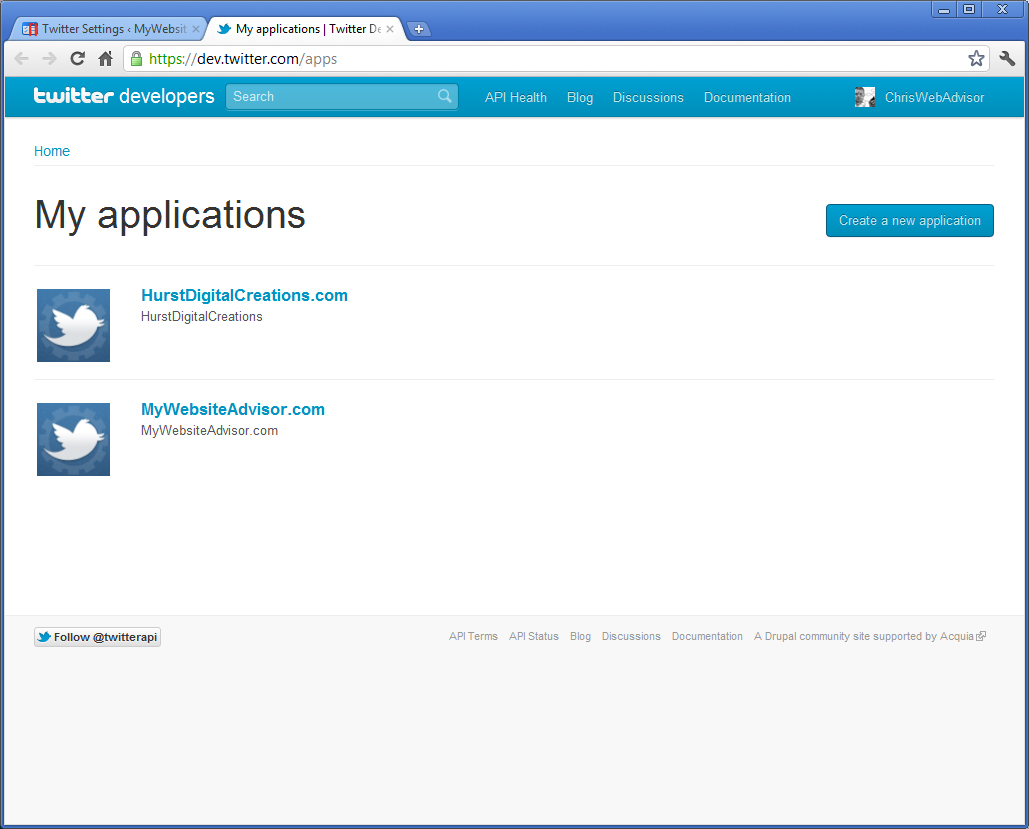 Twitter Settings ‹ MyWebsit
My applications | Twitter De
https://dev.twitter.com/apps
twitter developers
Search
API Health Blog Discussions Documentation
ChrisWebAdvisor
Home
My applications
Create a new application
HurstDigitalCreations.com
HurstDigitalCreations
MyWebsiteAdvisor.com
MyWebsiteAdvisor.com
Follow @twitterapi
API Terms API Status Blog Discussions Documentation A Drupal community site supported by Acquia